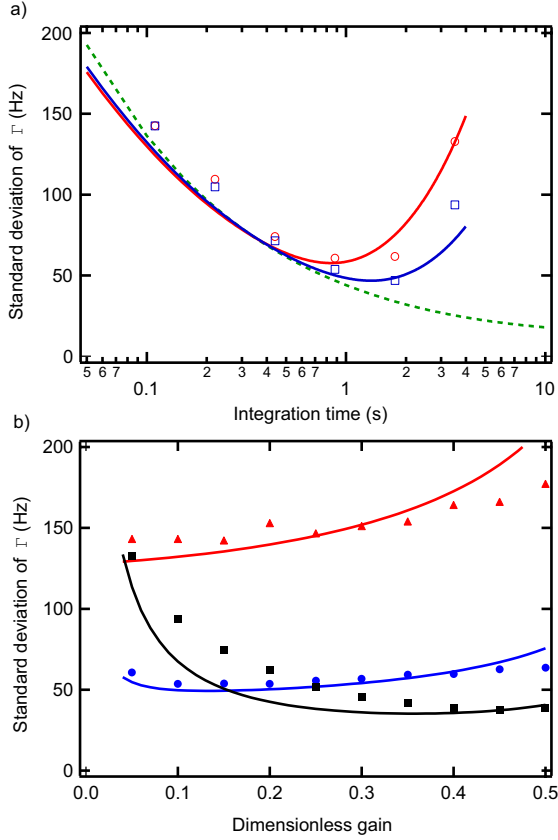 a)
200
150
100
50
0
Standard deviation of Γ (Hz)
5 6 7 2 3 4 5 6 7 2 3 4 5 6 7
0.1 1 10
Integration time (s)
b)
200
150
100
50
0
Standard deviation of Γ (Hz)
0.0 0.1 0.2 0.3 0.4 0.5
Dimensionless gain